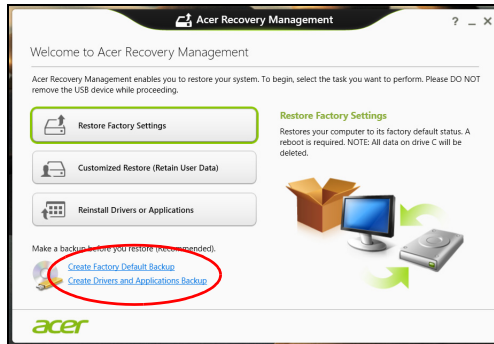 Acer Recovery Management
? _ X
Welcome to Acer Recovery Management
Acer Recovery Management enables you to restore your system. To begin, select the task you want to perform. Please DO NOT
remove the USB device while proceeding.
Restore Factory Settings
Customized Restore (Retain User Data)
Reinstall Drivers or Applications
Restore Factory Settings
Restores your computer to its factory default status. A
reboot is required. NOTE: All data on drive C will be
deleted.
Make a backup before you restore (Recommended).
Create Factory Default Backup
Create Drivers and Applications Backup
acer